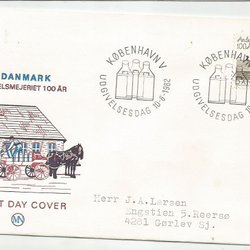 DANMARK
ELSMEJERIET 100 ÅR
KØBENHAVN V
UDGIVELSESDAG 10-6-1982
KØBENHAVN V
UDGIVELSESDAG
100 Å
T DAY COVER
Herr J.A.Larsen
Engstien 5.Reersø
4281 Gørlev Sj.